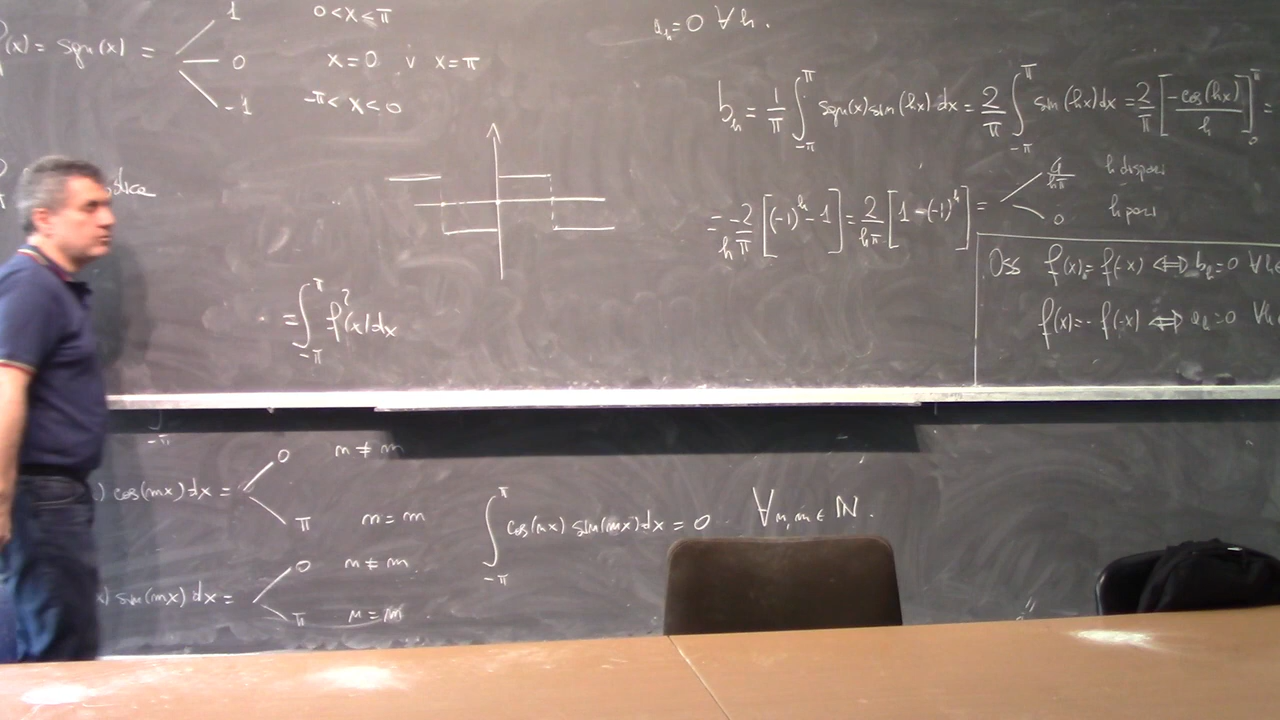 f(x) = sgn(x) = 1 0<x≤π
0 x=0 ∨ x=π
-1 -π<x<0
a_h = 0 ∀h.
b_h = 1/π ∫_{-π}^{π} sgn(x) sin(hx) dx = 2/π ∫_{-π}^{π} sin(hx) dx = 2/π [-cos(hx)/h]_0^π =
= -2/hπ [(-1)^h - 1] = 2/hπ [1 - (-1)^h] = 4/hπ h dispari
0 h pari
= ∫_{-π}^{π} f²(x) dx
Oss f(x) = f(-x) ⟺ b_h = 0 ∀h
f(x) = -f(-x) ⟺ a_h = 0 ∀h
-π
) cos(mx) dx = 0 n ≠ m
π n = m
) sin(mx) dx = 0 n ≠ m
π n = m
∫_{-π}^{π} cos(nx) sin(mx) dx = 0 ∀ n, m ∈ ℕ.